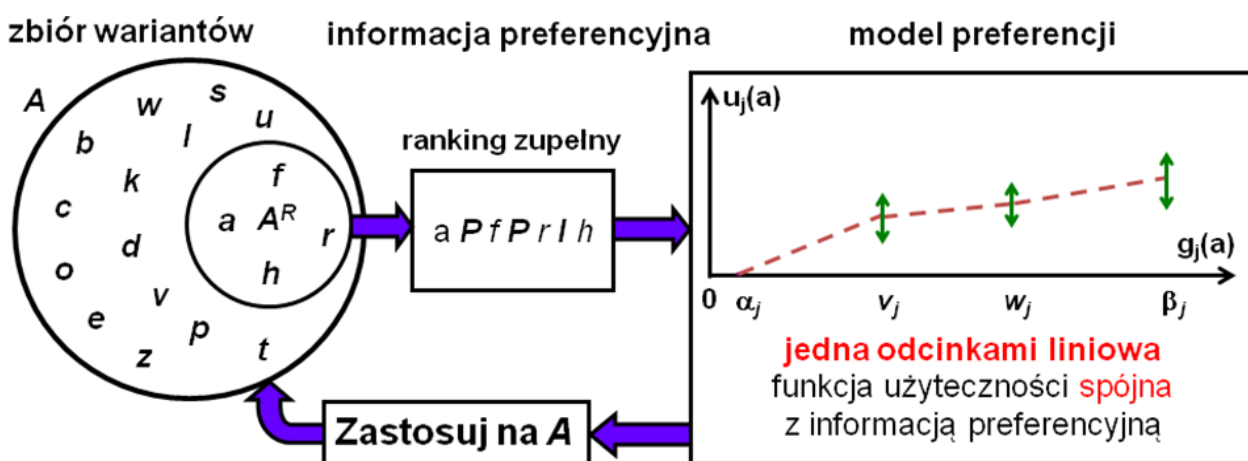 zbiór wariantów
informacja preferencyjna
model preferencji
A
w
s
u
b
l
k
f
c
a
A^R
r
d
o
h
v
e
p
z
t
ranking zupełny
a P f P r I h
u_j(a)
g_j(a)
0
α_j
v_j
w_j
β_j
jedna odcinkami liniowa
funkcja użyteczności spójna
z informacją preferencyjną
Zastosuj na A